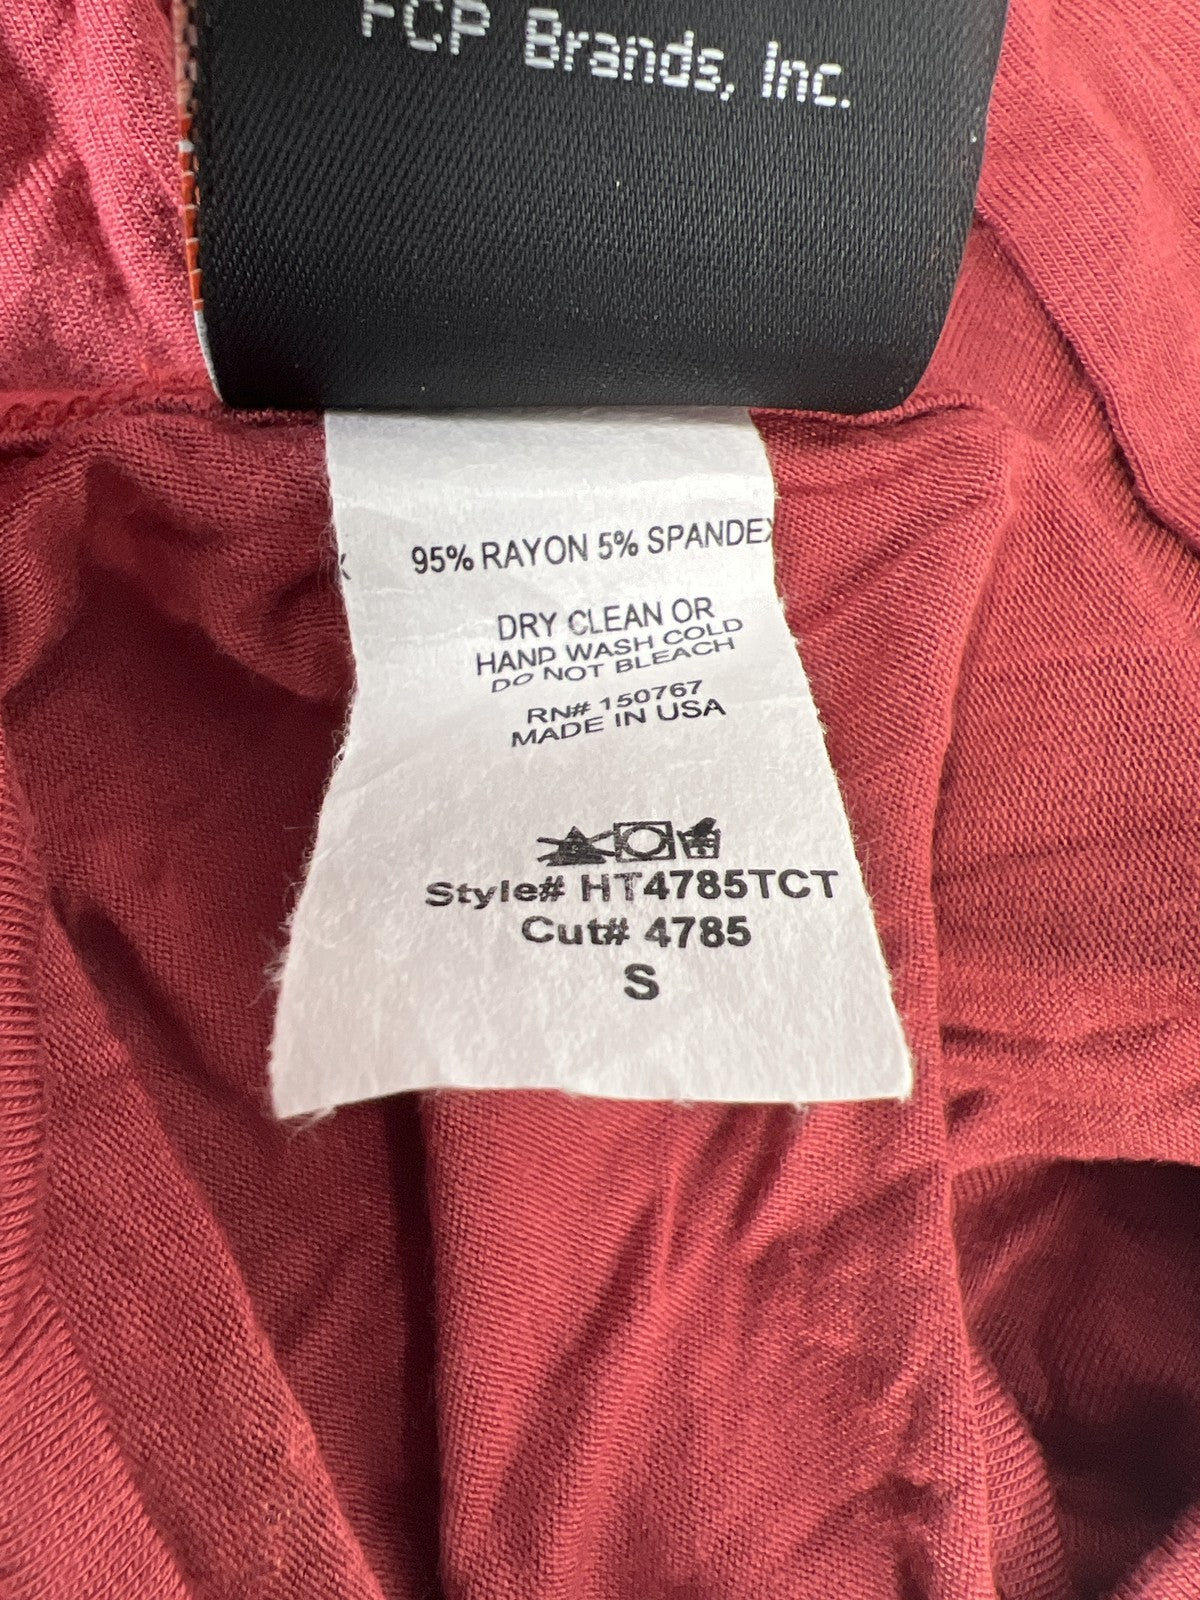 FCP Brands, Inc.
95% RAYON 5% SPANDEX
DRY CLEAN OR
HAND WASH COLD
DO NOT BLEACH
RN# 150767
MADE IN USA
Style# HT4785TCT
Cut# 4785
S